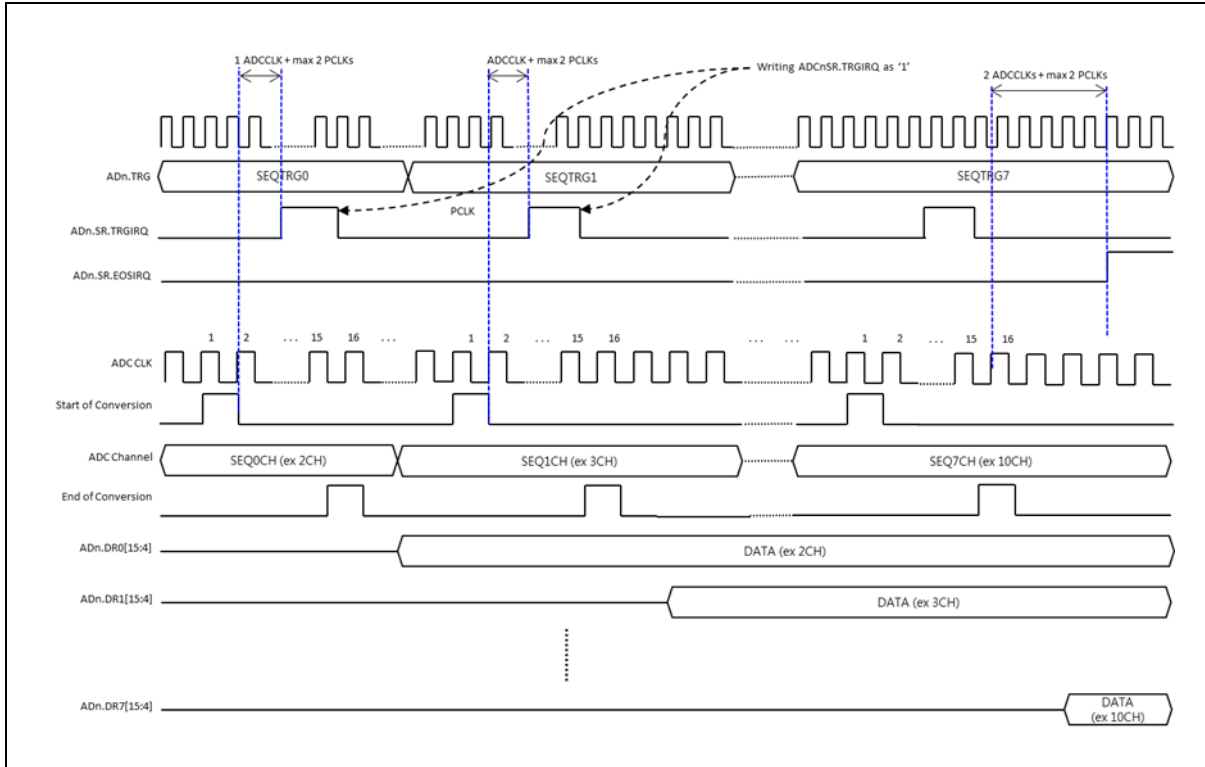 1 ADCCLK + max 2 PCLKs
ADCCLK + max 2 PCLKs
Writing ADCnSR.TRGIRQ as ‘1’
2 ADCCLKs + max 2 PCLKs
ADn.TRG
SEQTRG0
SEQTRG1
SEQTRG7
PCLK
ADn.SR.TRGIRQ
ADn.SR.EOSIRQ
1 2 ... 15 16 ... 1 2 ... 15 16 ... ... 1 2 ... 15 16
ADC CLK
Start of Conversion
ADC Channel
SEQ0CH (ex 2CH)
SEQ1CH (ex 3CH)
SEQ7CH (ex 10CH)
End of Conversion
ADn.DR0[15:4]
DATA (ex 2CH)
ADn.DR1[15:4]
DATA (ex 3CH)
ADn.DR7[15:4]
DATA
(ex 10CH)